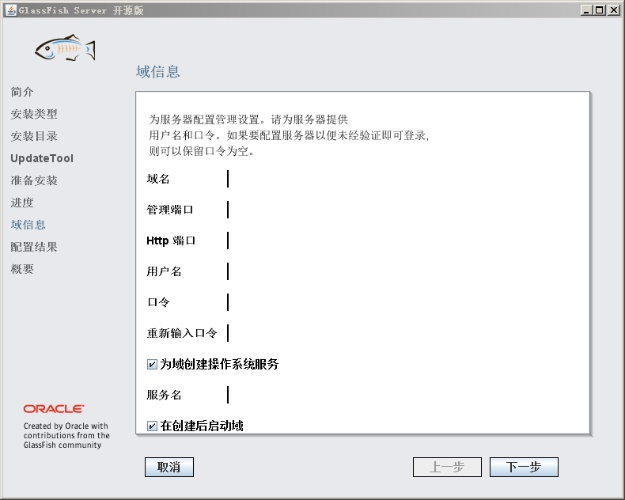 GlassFish Server 开源版
域信息
简介
安装类型
安装目录
UpdateTool
准备安装
进度
域信息
配置结果
概要
为服务器配置管理设置。请为服务器提供
用户名和口令。如果要配置服务器以便未经验证即可登录,
则可以保留口令为空。
域名
管理端口
Http 端口
用户名
口令
重新输入口令
为域创建操作系统服务
服务名
在创建后启动域
ORACLE
Created by Oracle with
contributions from the
GlassFish community
取消
上一步
下一步